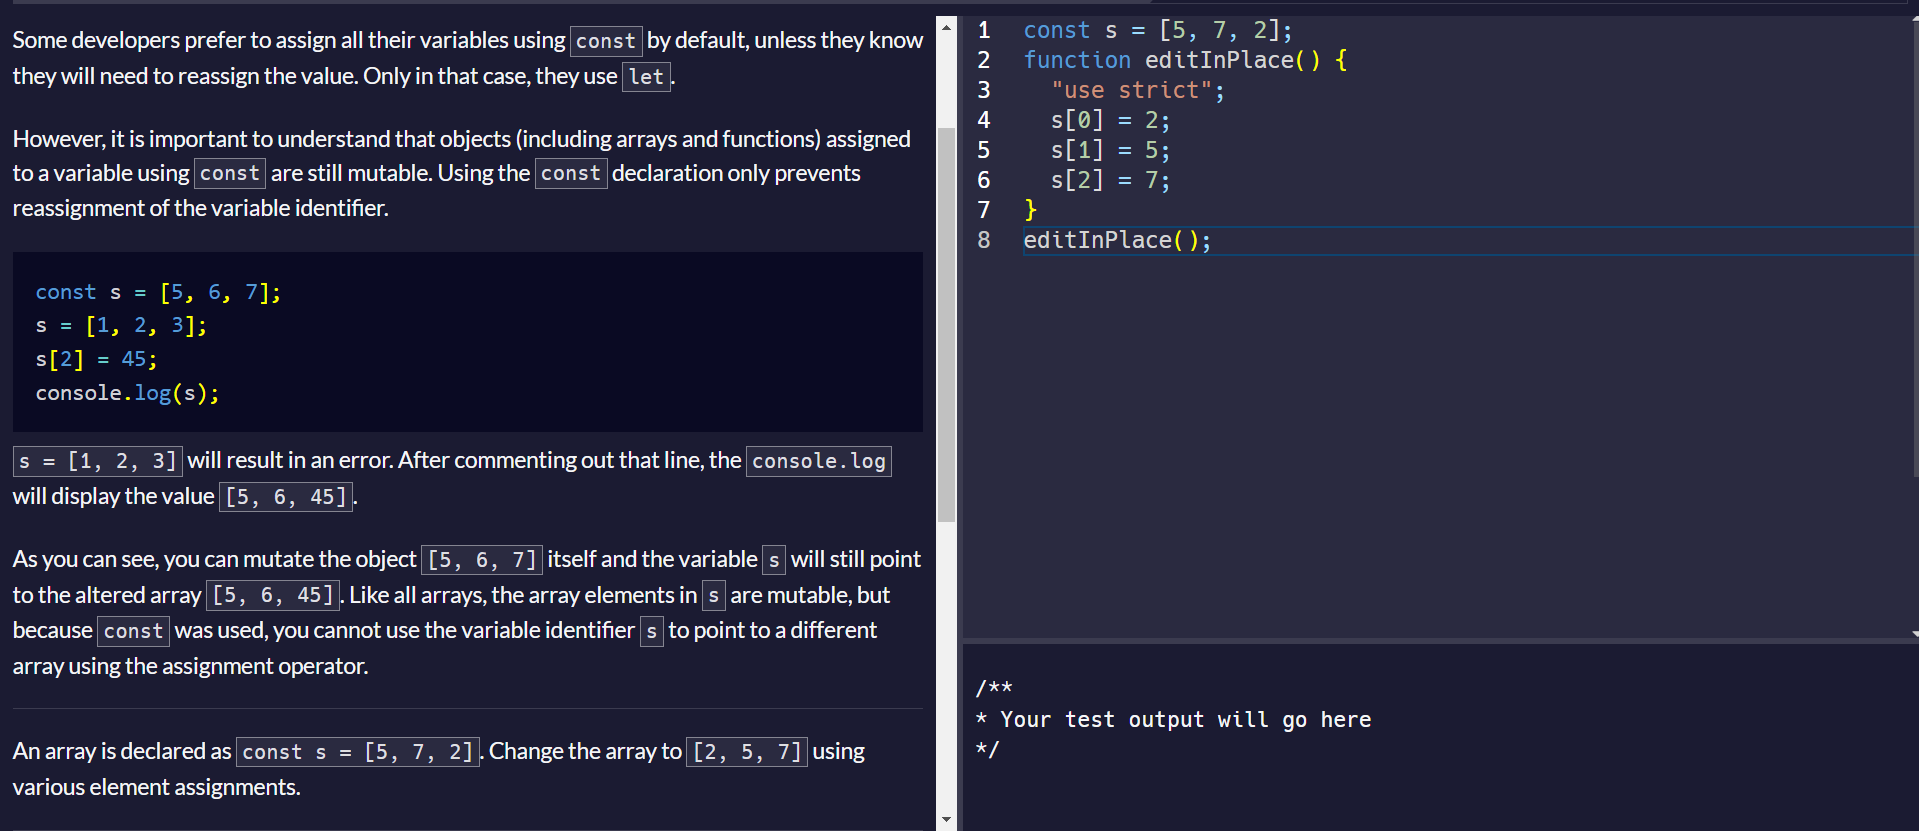 Some developers prefer to assign all their variables using const by default, unless they know
they will need to reassign the value. Only in that case, they use let.
However, it is important to understand that objects (including arrays and functions) assigned
to a variable using const are still mutable. Using the const declaration only prevents
reassignment of the variable identifier.
const s = [5, 6, 7];
s = [1, 2, 3];
s[2] = 45;
console.log(s);
s = [1, 2, 3] will result in an error. After commenting out that line, the console.log
will display the value [5, 6, 45].
As you can see, you can mutate the object [5, 6, 7] itself and the variable s will still point
to the altered array [5, 6, 45]. Like all arrays, the array elements in s are mutable, but
because const was used, you cannot use the variable identifier s to point to a different
array using the assignment operator.
An array is declared as const s = [5, 7, 2]. Change the array to [2, 5, 7] using
various element assignments.
1 const s = [5, 7, 2];
2 function editInPlace() {
3 "use strict";
4 s[0] = 2;
5 s[1] = 5;
6 s[2] = 7;
7 }
8 editInPlace();
/**
* Your test output will go here
*/